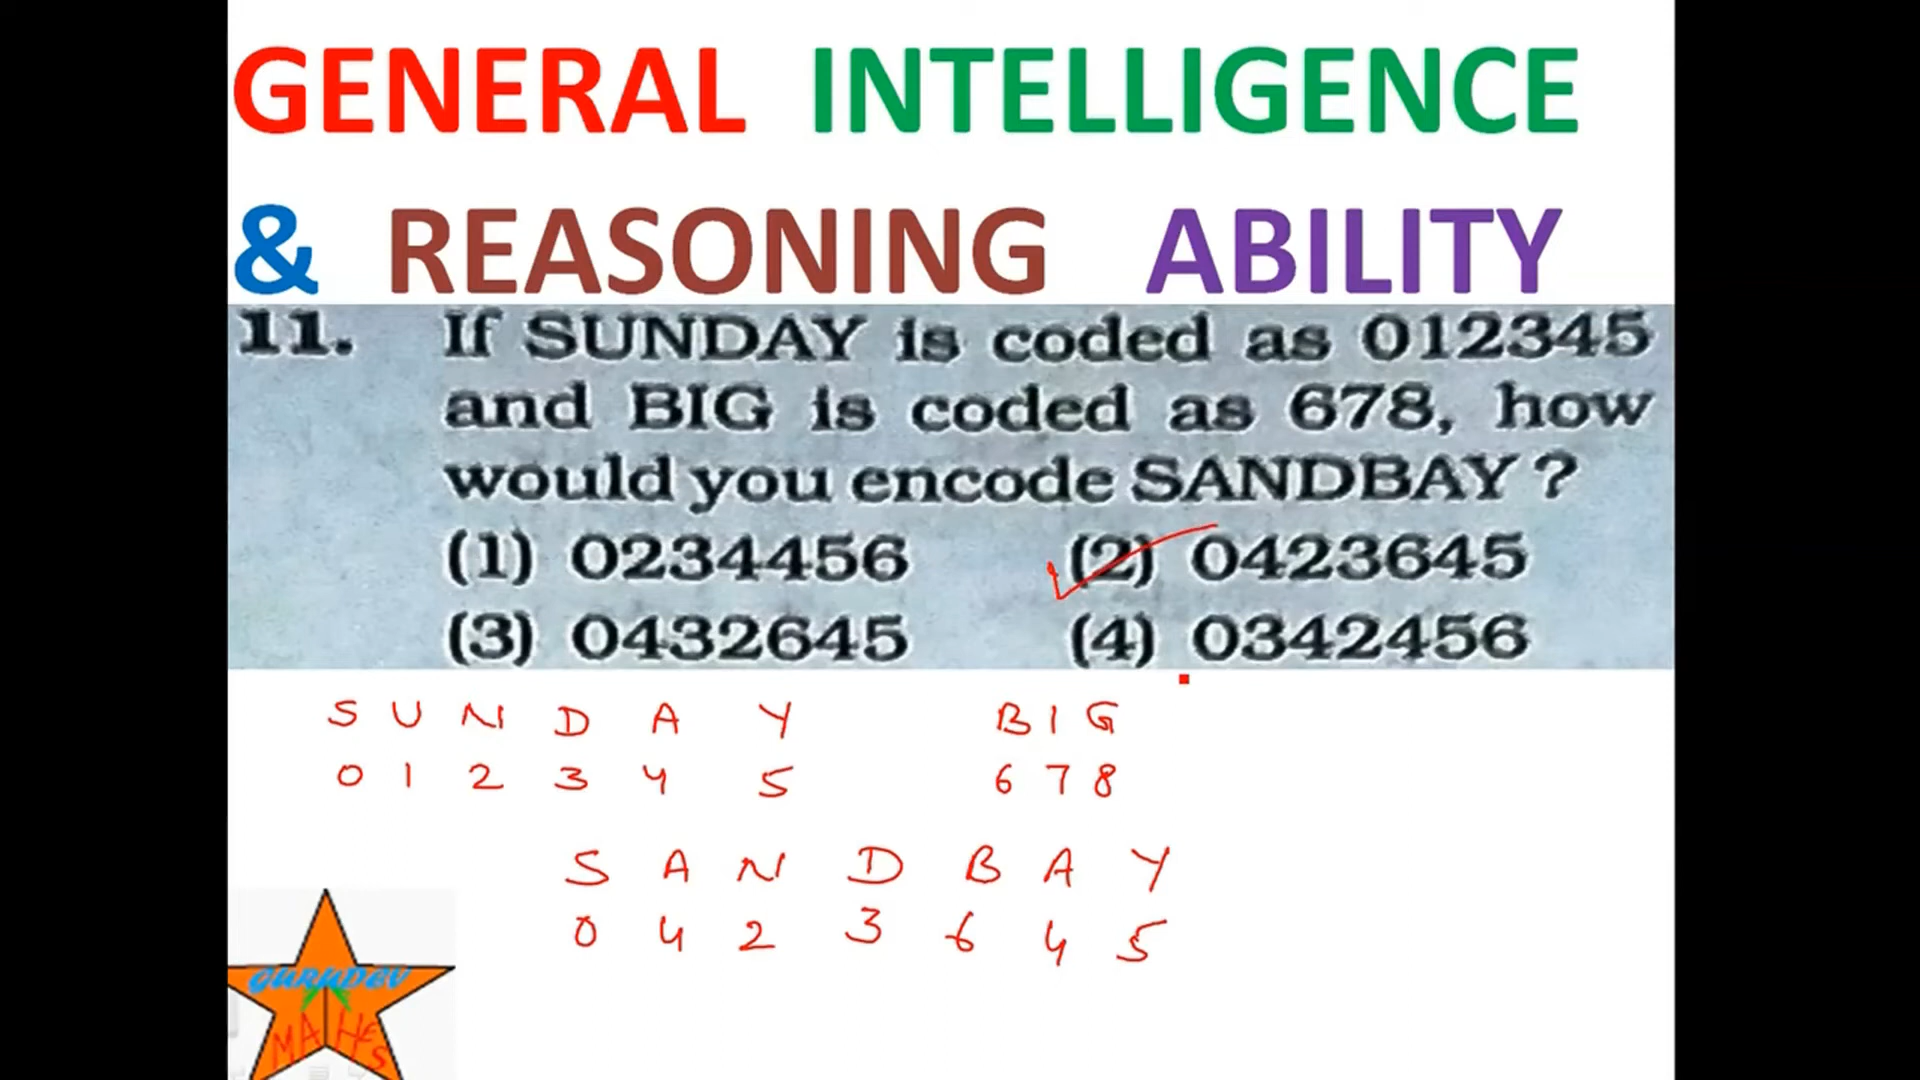 GENERAL INTELLIGENCE
& REASONING ABILITY
11. If SUNDAY is coded as 012345
and BIG is coded as 678, how
would you encode SANDBAY ?
(1) 0234456 (2) 0423645
(3) 0432645 (4) 0342456
S U N D A Y B I G
0 1 2 3 4 5 6 7 8
S A N D B A Y
0 4 2 3 6 4 5
GURUDEV
MATHES